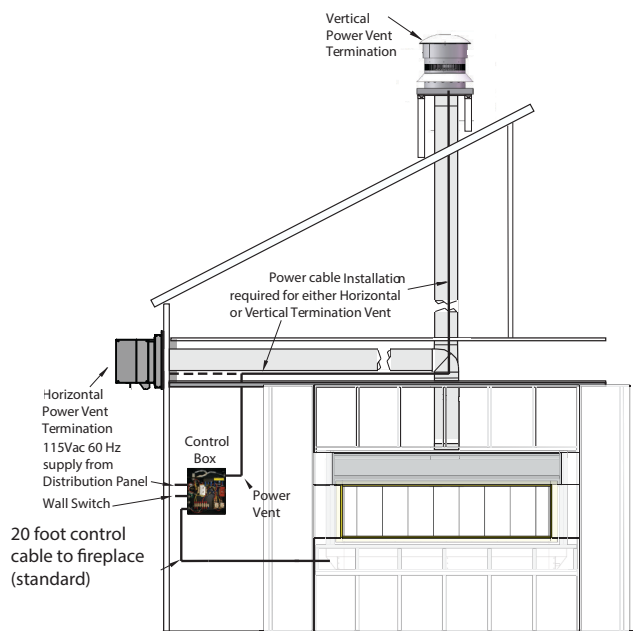 Vertical
Power Vent
Termination
Power cable Installation
required for either Horizontal
or Vertical Termination Vent
Horizontal
Power Vent
Termination
115Vac 60 Hz
supply from
Distribution Panel
Wall Switch
Control
Box
Power
Vent
20 foot control
cable to fireplace
(standard)